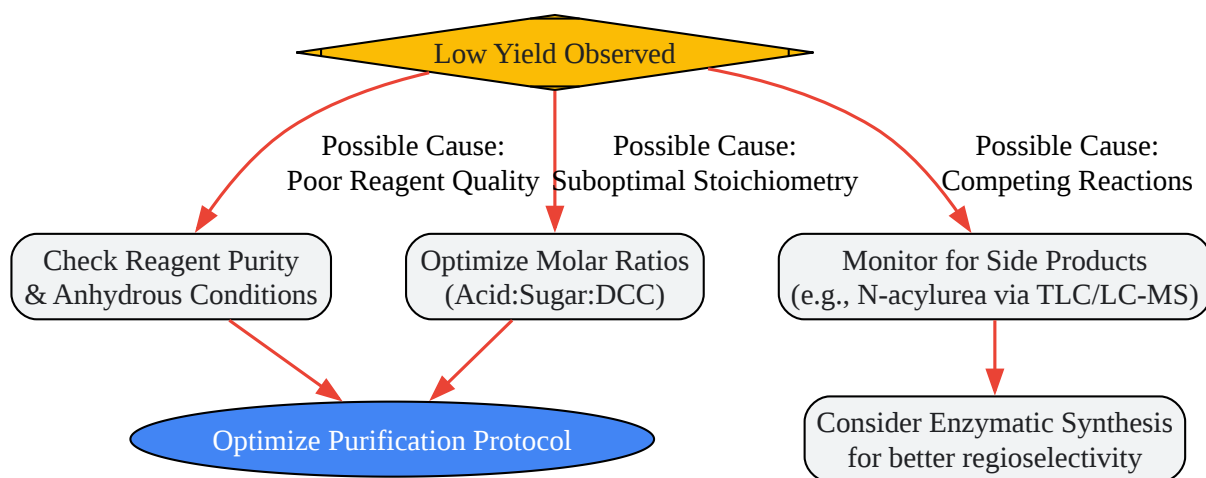 Low Yield Observed
Possible Cause:
Poor Reagent Quality
Possible Cause:
Suboptimal Stoichiometry
Possible Cause:
Competing Reactions
Check Reagent Purity
& Anhydrous Conditions
Optimize Molar Ratios
(Acid:Sugar:DCC)
Monitor for Side Products
(e.g., N-acylurea via TLC/LC-MS)
Optimize Purification Protocol
Consider Enzymatic Synthesis
for better regioselectivity